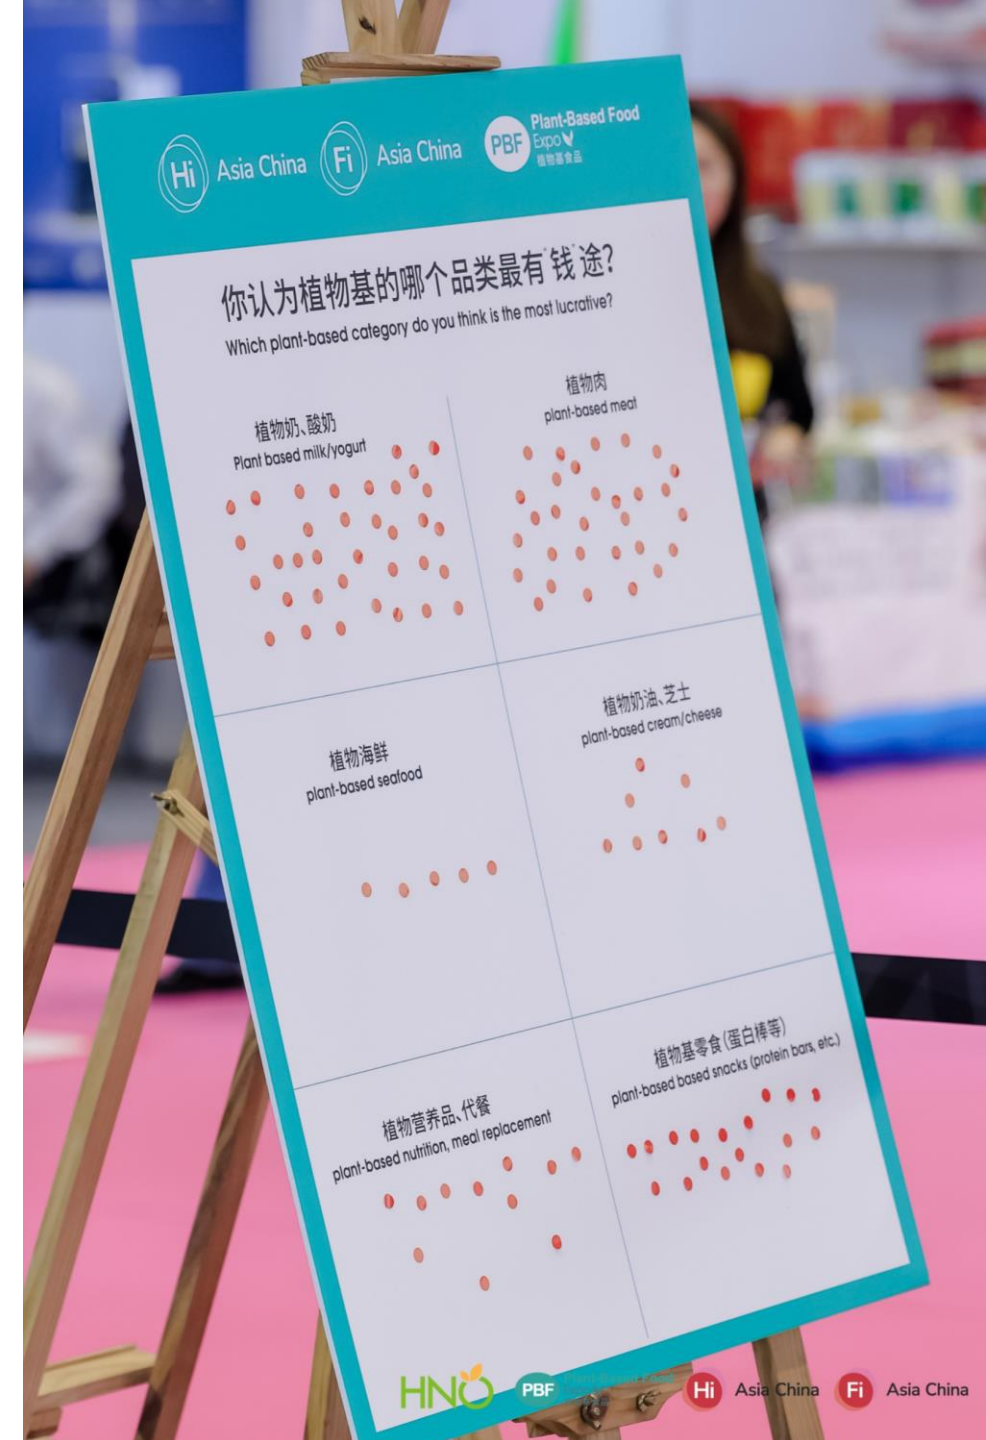 Hi Asia China Fi Asia China PBF Plant-Based Food
Expo
植物基食品
你认为植物基的哪个品类最有"钱"途?
Which plant-based category do you think is the most lucrative?
植物奶、酸奶
Plant based milk/yogurt
植物肉
plant-based meat
植物海鲜
plant-based seafood
植物奶油、芝士
plant-based cream/cheese
植物营养品、代餐
plant-based nutrition, meal replacement
植物基零食(蛋白棒等)
plant-based based snacks (protein bars, etc.)
HNO PBF Plant-Based Food Hi Asia China Fi Asia China